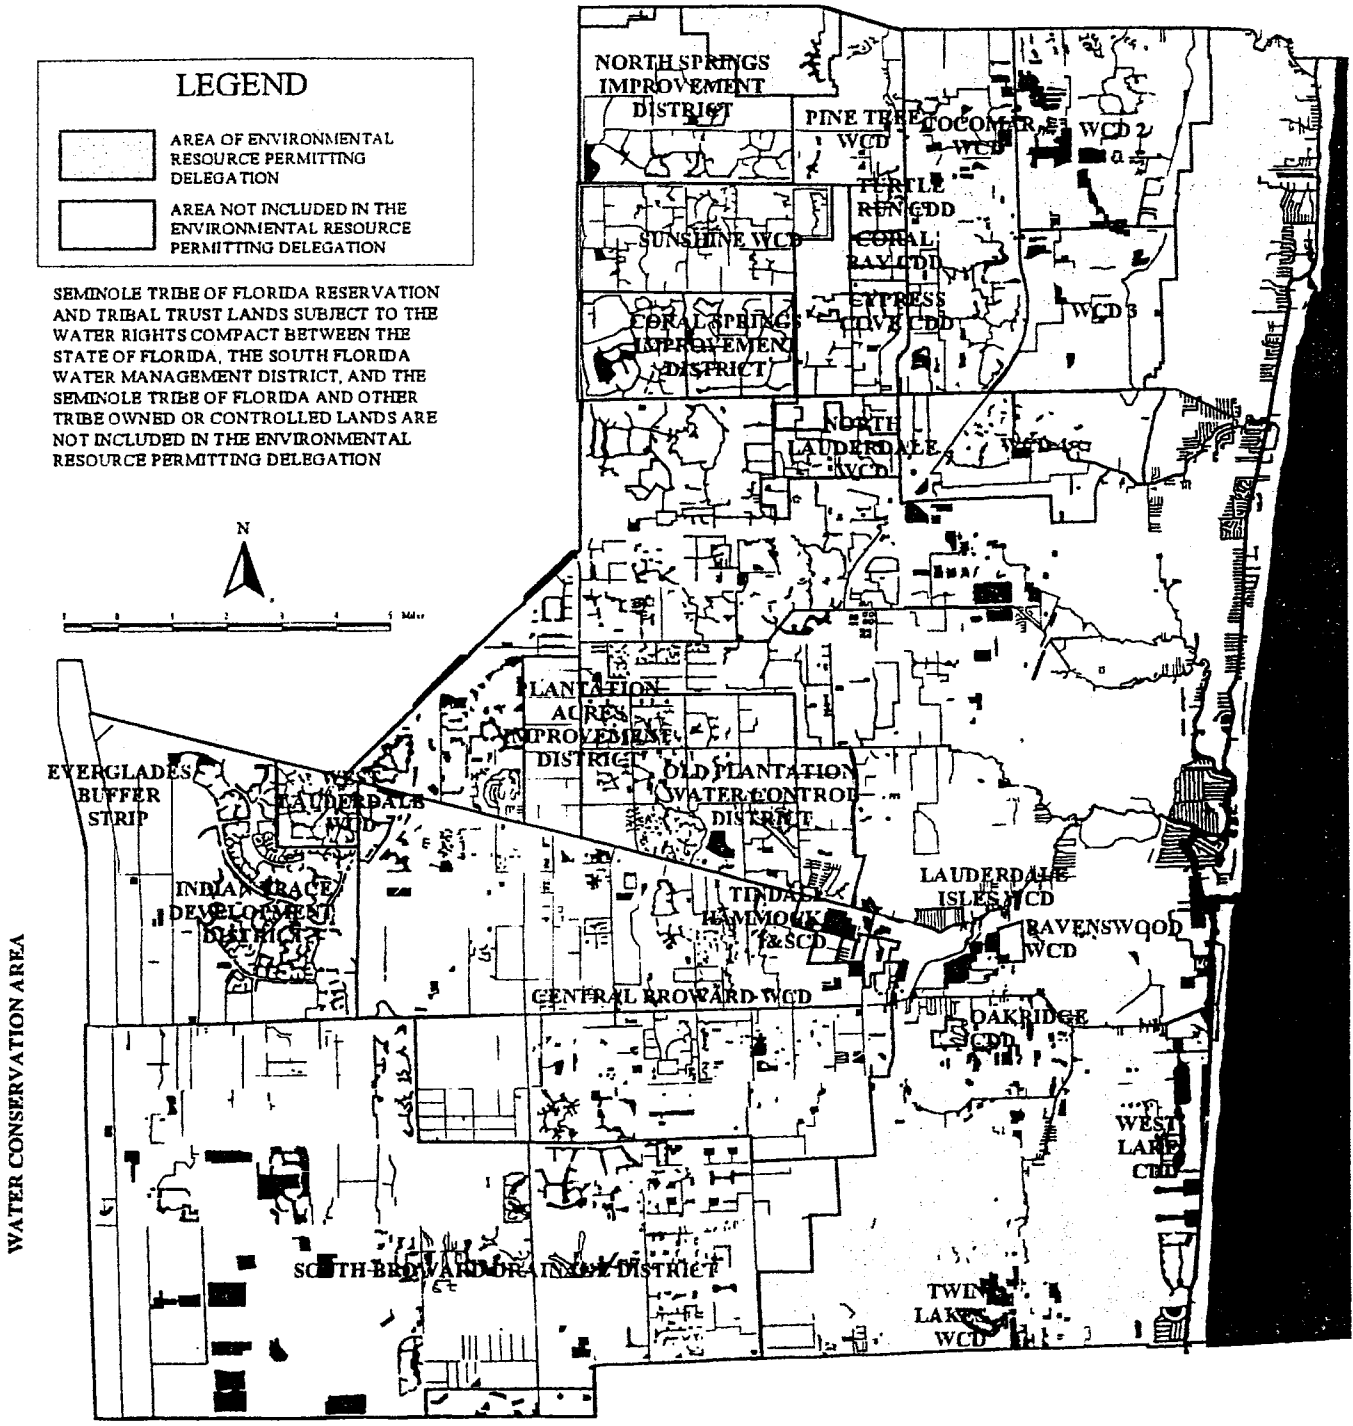 LEGEND
AREA OF ENVIRONMENTAL
RESOURCE PERMITTING
DELEGATION
AREA NOT INCLUDED IN THE
ENVIRONMENTAL RESOURCE
PERMITTING DELEGATION
SEMINOLE TRIBE OF FLORIDA RESERVATION
AND TRIBAL TRUST LANDS SUBJECT TO THE
WATER RIGHTS COMPACT BETWEEN THE
STATE OF FLORIDA, THE SOUTH FLORIDA
WATER MANAGEMENT DISTRICT, AND THE
SEMINOLE TRIBE OF FLORIDA AND OTHER
TRIBE OWNED OR CONTROLLED LANDS ARE
NOT INCLUDED IN THE ENVIRONMENTAL
RESOURCE PERMITTING DELEGATION
N
1 0 1 2 3 4 5 Miles
NORTH SPRINGS
IMPROVEMENT
DISTRICT
PINE TREE
WCD
COCOMAR
WCD
WCD 2
TURTLE
RUN CDD
SUNSHINE WCD
CORAL
BAY CDD
CORAL SPRINGS
IMPROVEMENT
DISTRICT
CYPRESS
COVE CDD
WCD 3
NORTH
LAUDERDALE
WCD
PLANTATION
ACRES
IMPROVEMENT
DISTRICT
OLD PLANTATION
WATER CONTROL
DISTRICT
EVERGLADES
BUFFER
STRIP
WEST
LAUDERDALE
WCD
INDIAN TRACE
DEVELOPMENT
DISTRICT
LAUDERDALE
ISLES WCD
TINDALL
HAMMOCK
I&SCD
RAVENSWOOD
WCD
CENTRAL BROWARD WCD
OAKRIDGE
CDD
WEST
LAKE
CDD
SOUTH BROWARD DRAINAGE DISTRICT
TWIN
LAKES
WCD
WATER CONSERVATION AREA